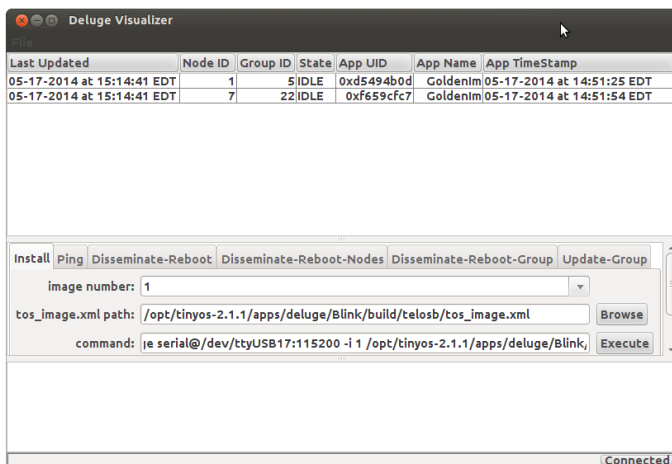 Deluge Visualizer
File
Last Updated Node ID Group ID State App UID App Name App TimeStamp
05-17-2014 at 15:14:41 EDT 1 5 IDLE 0xd5494b0d GoldenIm 05-17-2014 at 14:51:25 EDT
05-17-2014 at 15:14:41 EDT 7 22 IDLE 0xf659cfc7 GoldenIm 05-17-2014 at 14:51:54 EDT
Install Ping Disseminate-Reboot Disseminate-Reboot-Nodes Disseminate-Reboot-Group Update-Group
image number: 1
tos_image.xml path: /opt/tinyos-2.1.1/apps/deluge/Blink/build/telosb/tos_image.xml Browse
command: ge serial@/dev/ttyUSB17:115200 -i 1 /opt/tinyos-2.1.1/apps/deluge/Blink/ Execute
Connected